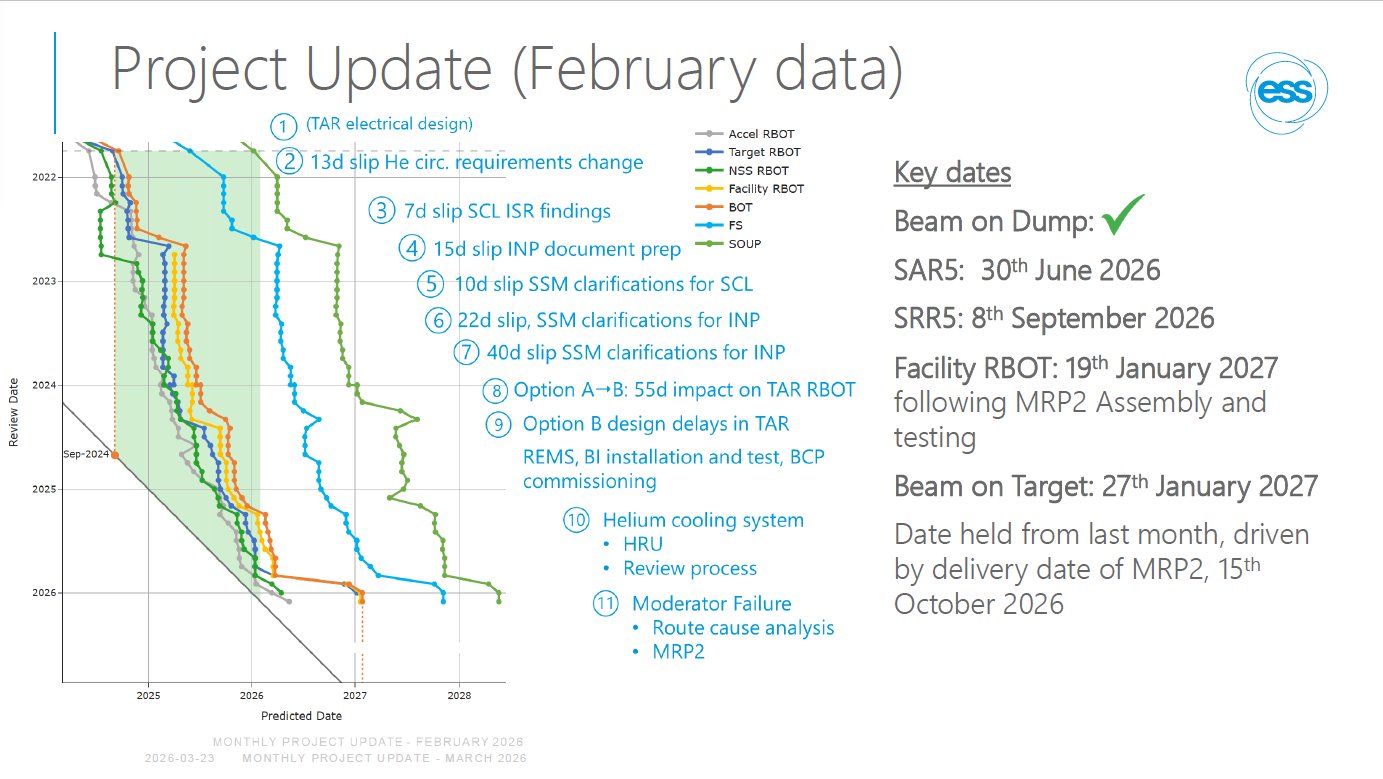 Project Update (February data)
ess
① (TAR electrical design)
② 13d slip He circ. requirements change
③ 7d slip SCL ISR findings
④ 15d slip INP document prep
⑤ 10d slip SSM clarifications for SCL
⑥ 22d slip, SSM clarifications for INP
⑦ 40d slip SSM clarifications for INP
⑧ Option A→B: 55d impact on TAR RBOT
⑨ Option B design delays in TAR
REMS, BI installation and test, BCP
commissioning
⑩ Helium cooling system
• HRU
• Review process
⑪ Moderator Failure
• Route cause analysis
• MRP2
Accel RBOT
Target RBOT
NSS RBOT
Facility RBOT
BOT
FS
SOUP
Review Date
2022
2023
2024
Sep-2024
2025
2026
2025
2026
2027
2028
Predicted Date
Key dates
Beam on Dump: ✓
SAR5: 30th June 2026
SRR5: 8th September 2026
Facility RBOT: 19th January 2027
following MRP2 Assembly and
testing
Beam on Target: 27th January 2027
Date held from last month, driven
by delivery date of MRP2, 15th
October 2026
MONTHLY PROJECT UPDATE - FEBRUARY 2026
2026-03-23 MONTHLY PROJECT UPDATE - MARCH 2026